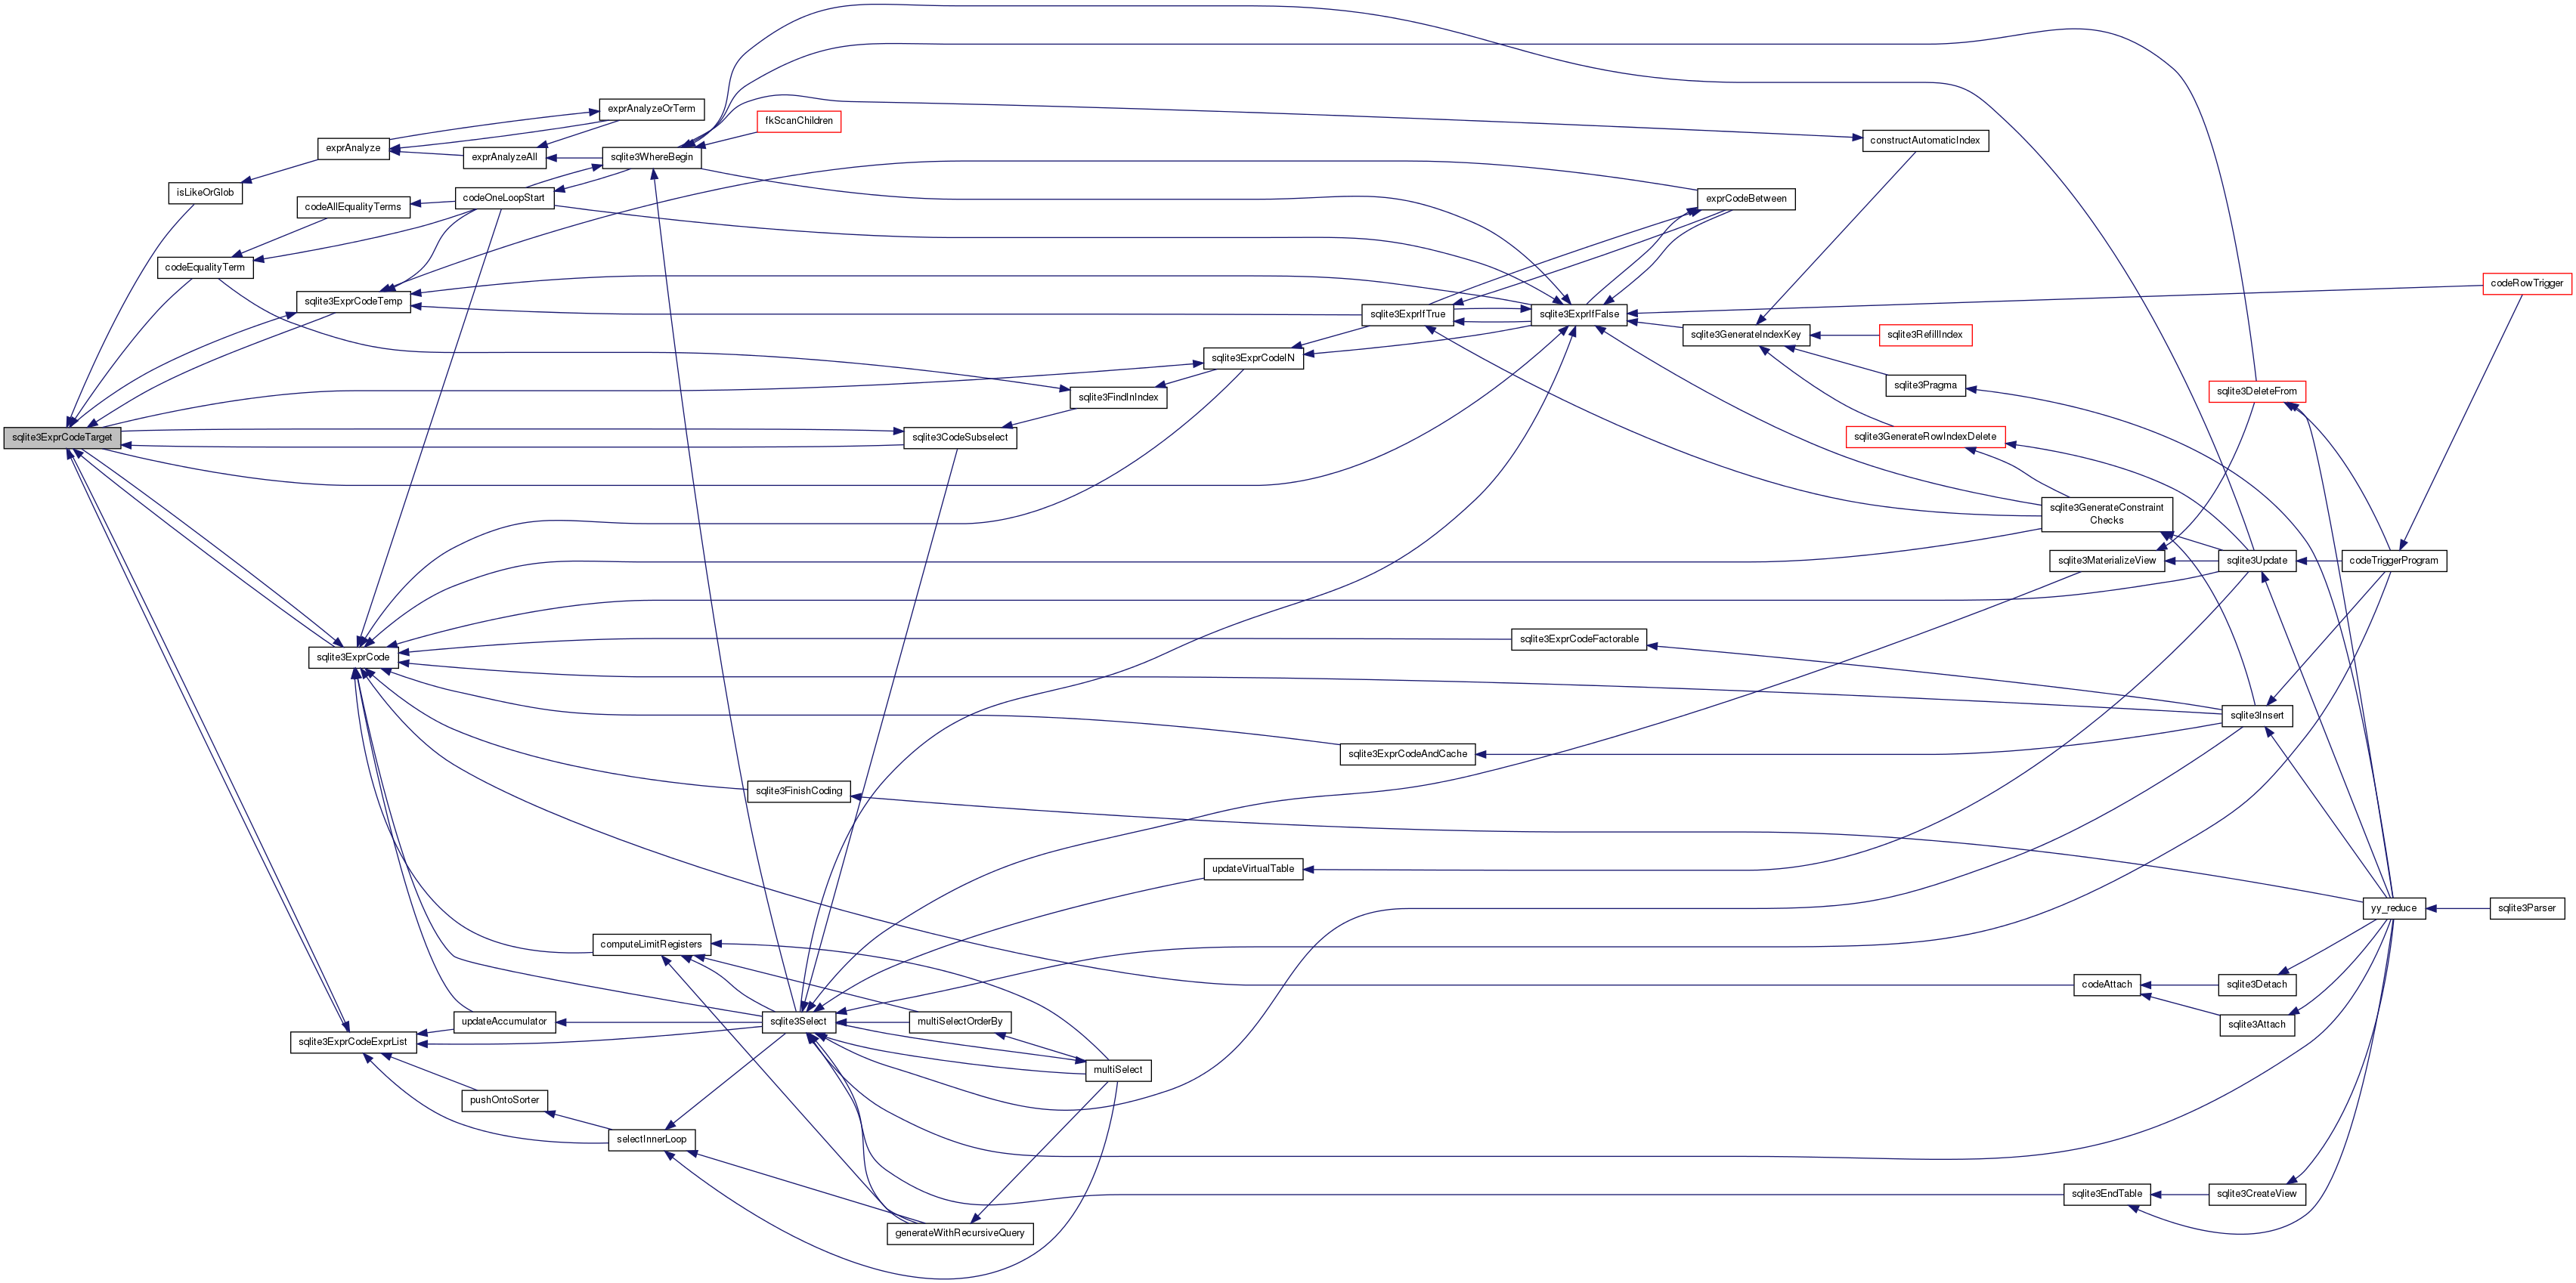 exprAnalyzeOrTerm
fkScanChildren
exprAnalyze
exprAnalyzeAll
sqlite3WhereBegin
constructAutomaticIndex
isLikeOrGlob
codeAllEqualityTerms
codeOneLoopStart
exprCodeBetween
codeEqualityTerm
sqlite3ExprCodeTemp
codeRowTrigger
sqlite3ExprIfTrue
sqlite3ExprIfFalse
sqlite3GenerateIndexKey
sqlite3RefillIndex
sqlite3ExprCodeIN
sqlite3Pragma
sqlite3FindInIndex
sqlite3DeleteFrom
sqlite3ExprCodeTarget
sqlite3CodeSubselect
sqlite3GenerateRowIndexDelete
sqlite3GenerateConstraint
Checks
sqlite3MaterializeView
sqlite3Update
codeTriggerProgram
sqlite3ExprCodeFactorable
sqlite3ExprCode
sqlite3Insert
sqlite3ExprCodeAndCache
sqlite3FinishCoding
updateVirtualTable
yy_reduce
sqlite3Parser
computeLimitRegisters
codeAttach
sqlite3Detach
updateAccumulator
sqlite3Select
multiSelectOrderBy
sqlite3Attach
sqlite3ExprCodeExprList
multiSelect
pushOntoSorter
selectInnerLoop
sqlite3EndTable
sqlite3CreateView
generateWithRecursiveQuery